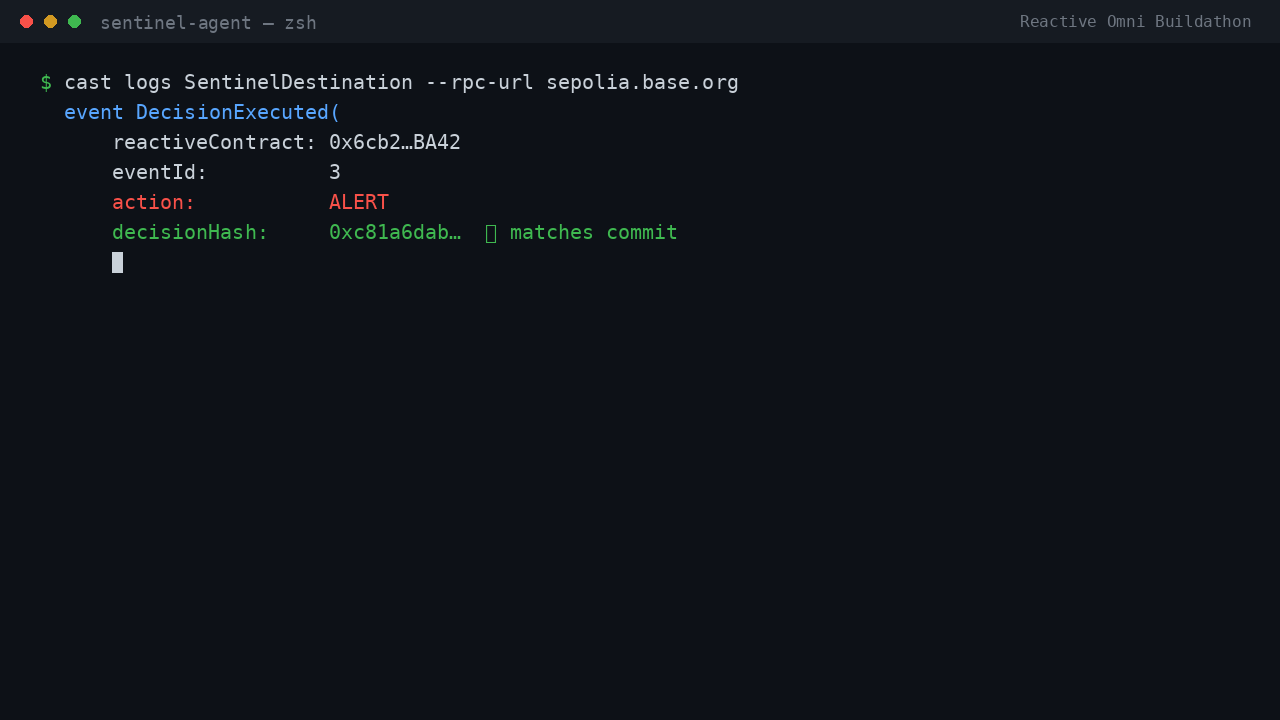 sentinel-agent — zsh
Reactive Omni Buildathon
$ cast logs SentinelDestination --rpc-url sepolia.base.org
event DecisionExecuted(
reactiveContract: 0x6cb2…BA42
eventId: 3
action: ALERT
decisionHash: 0xc81a6dab… ▯ matches commit